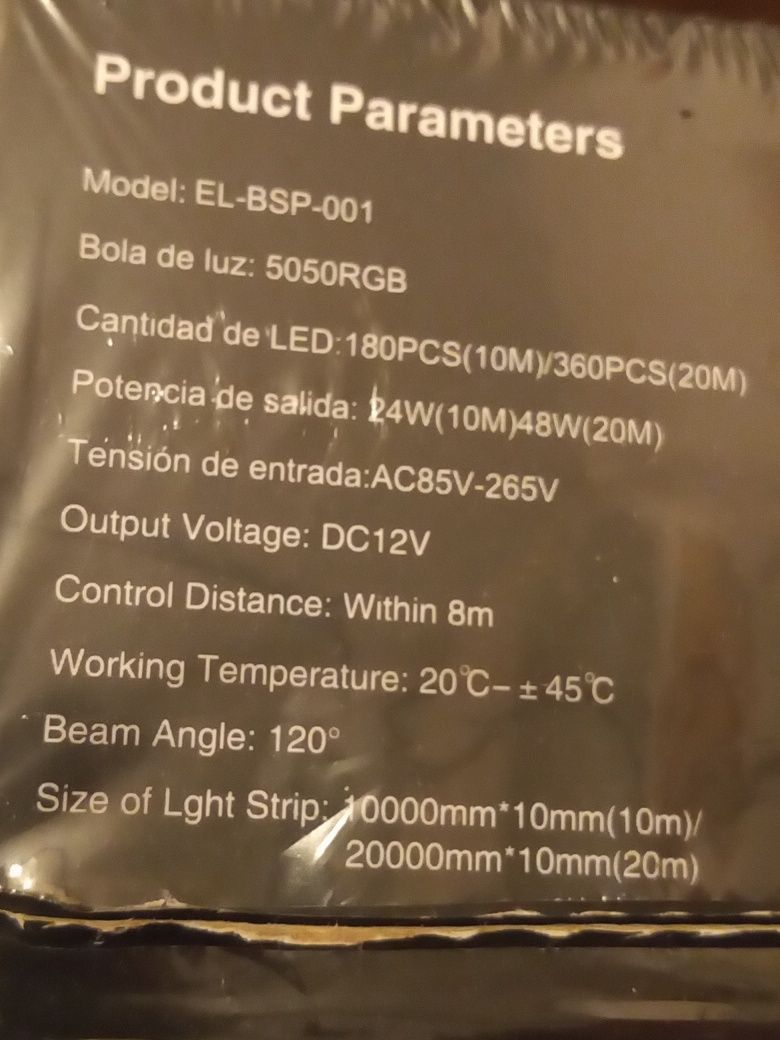 Product Parameters
Model: EL-BSP-001
Bola de luz: 5050RGB
Cantidad de LED:180PCS(10M)/360PCS(20M)
Potencia de salida: 24W(10M)48W(20M)
Tensión de entrada:AC85V-265V
Output Voltage: DC12V
Control Distance: Within 8m
Working Temperature: 20℃-±45℃
Beam Angle: 120°
Size of Lght Strip: 10000mm*10mm(10m)/
20000mm*10mm(20m)